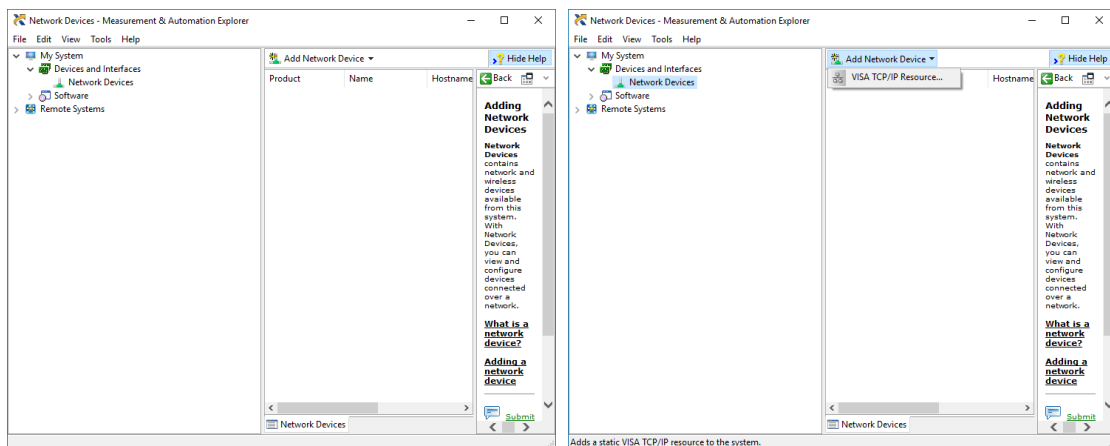 Network Devices - Measurement & Automation Explorer
File Edit View Tools Help
My System
Devices and Interfaces
Network Devices
Software
Remote Systems
Add Network Device
Hide Help
Product Name Hostname
Back
Adding
Network
Devices
Network
Devices
contains
network and
wireless
devices
available
from this
system.
With
Network
Devices,
you can
view and
configure
devices
connected
over a
network.
What is a
network
device?
Adding a
network
device
Submit
Network Devices
Network Devices - Measurement & Automation Explorer
File Edit View Tools Help
My System
Devices and Interfaces
Network Devices
Software
Remote Systems
Add Network Device
Hide Help
VISA TCP/IP Resource...
Hostname
Back
Adding
Network
Devices
Network
Devices
contains
network and
wireless
devices
available
from this
system.
With
Network
Devices,
you can
view and
configure
devices
connected
over a
network.
What is a
network
device?
Adding a
network
device
Submit
Network Devices
Adds a static VISA TCP/IP resource to the system.